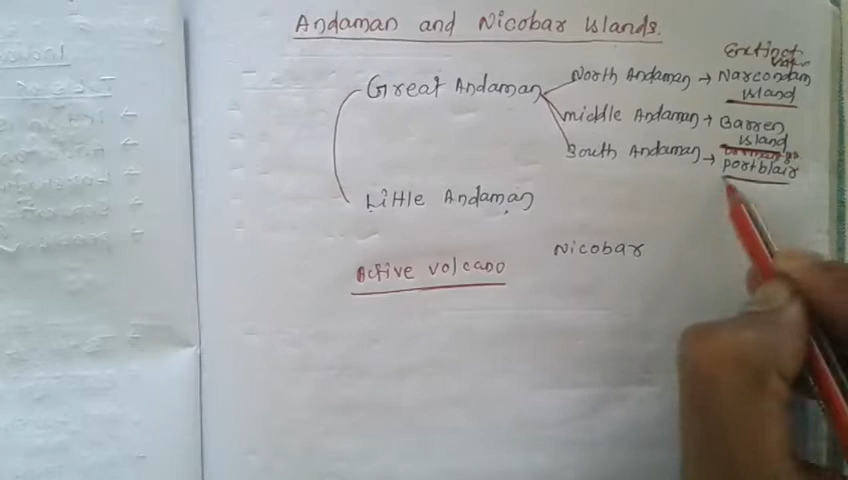 Andaman and Nicobar Islands.
Extinct
Great Andaman
North Andaman → Narcondam Island
middle Andaman → Barren Island
South Andaman → portblair
Little Andaman
Nicobar
Active volcano